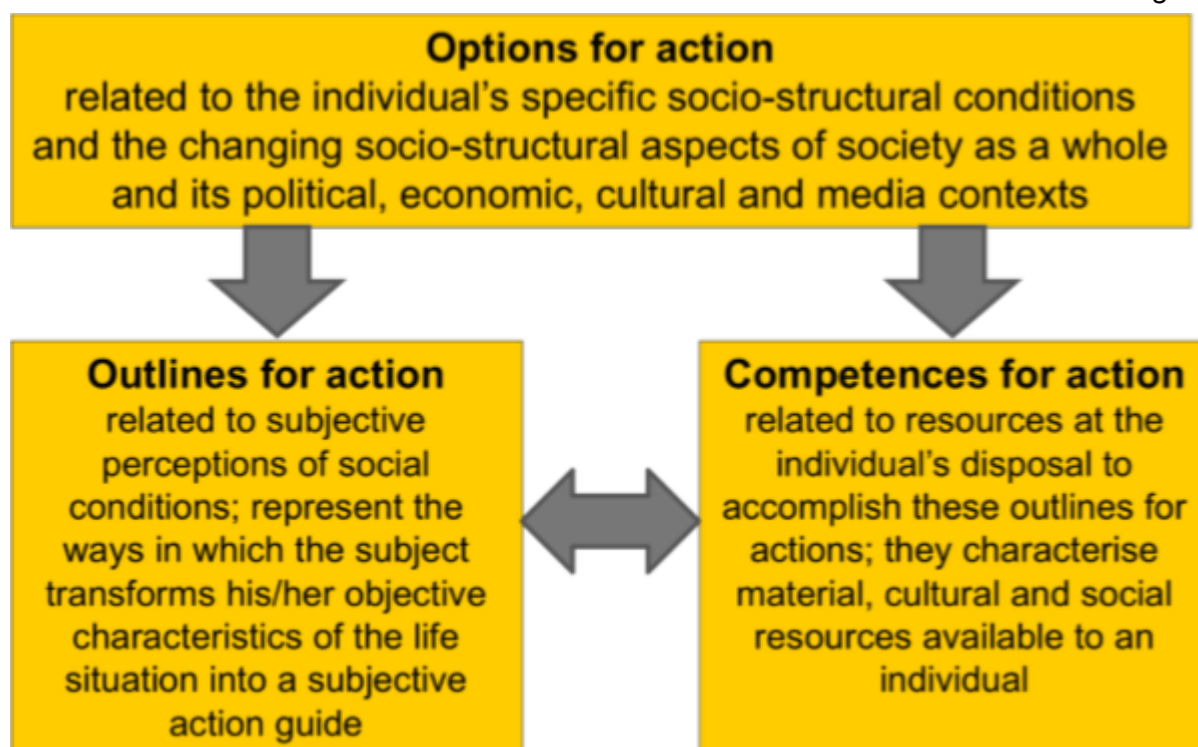 Options for action
related to the individual's specific socio-structural conditions
and the changing socio-structural aspects of society as a whole
and its political, economic, cultural and media contexts
Outlines for action
related to subjective
perceptions of social
conditions; represent the
ways in which the subject
transforms his/her objective
characteristics of the life
situation into a subjective
action guide
Competences for action
related to resources at the
individual's disposal to
accomplish these outlines for
actions; they characterise
material, cultural and social
resources available to an
individual